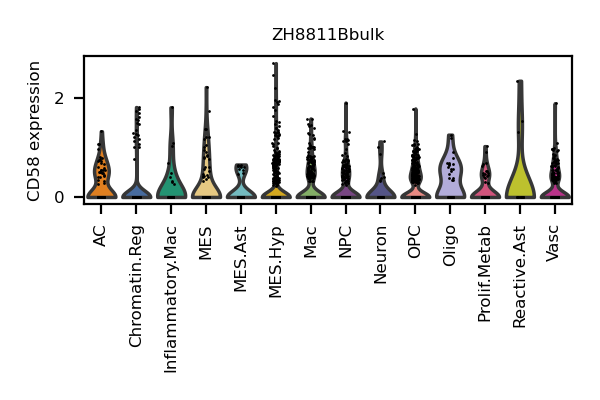 ZH8811Bbulk
CD58 expression
2
0
AC
Chromatin.Reg
Inflammatory.Mac
MES
MES.Ast
MES.Hyp
Mac
NPC
Neuron
OPC
Oligo
Prolif.Metab
Reactive.Ast
Vasc